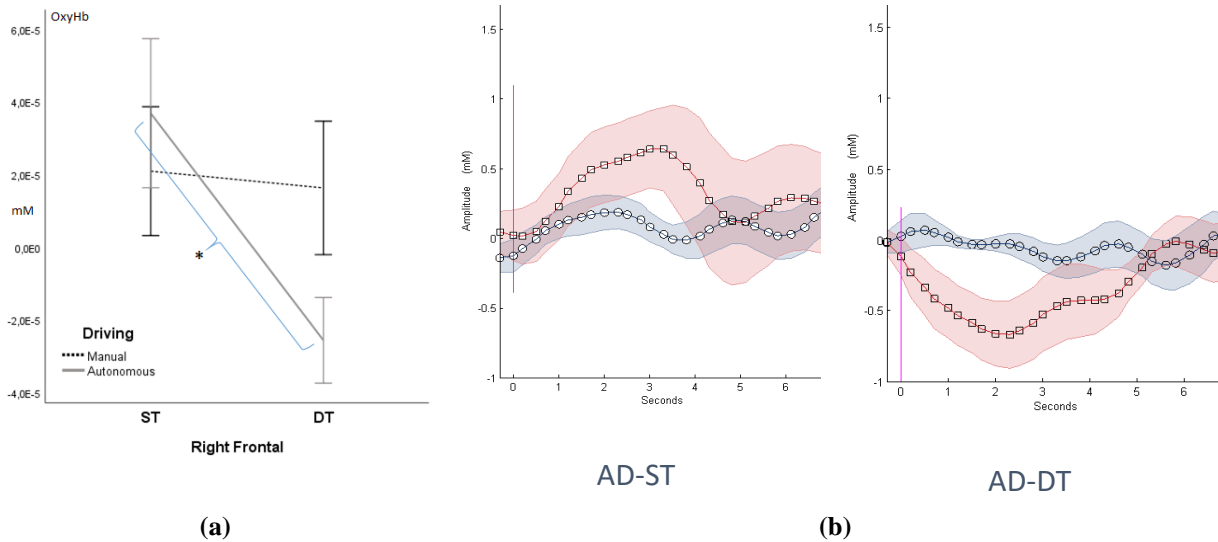 OxyHb
6,0E-5
4,0E-5
2,0E-5
mM
0,0E0
-2,0E-5
-4,0E-5
*
Driving
Manual
Autonomous
ST DT
Right Frontal
(a)
1.5
1
0.5
0
-0.5
-1
Amplitude (mM)
0 1 2 3 4 5 6
Seconds
AD-ST
1.5
1
0.5
0
-0.5
-1
Amplitude (mM)
0 1 2 3 4 5 6
Seconds
AD-DT
(b)